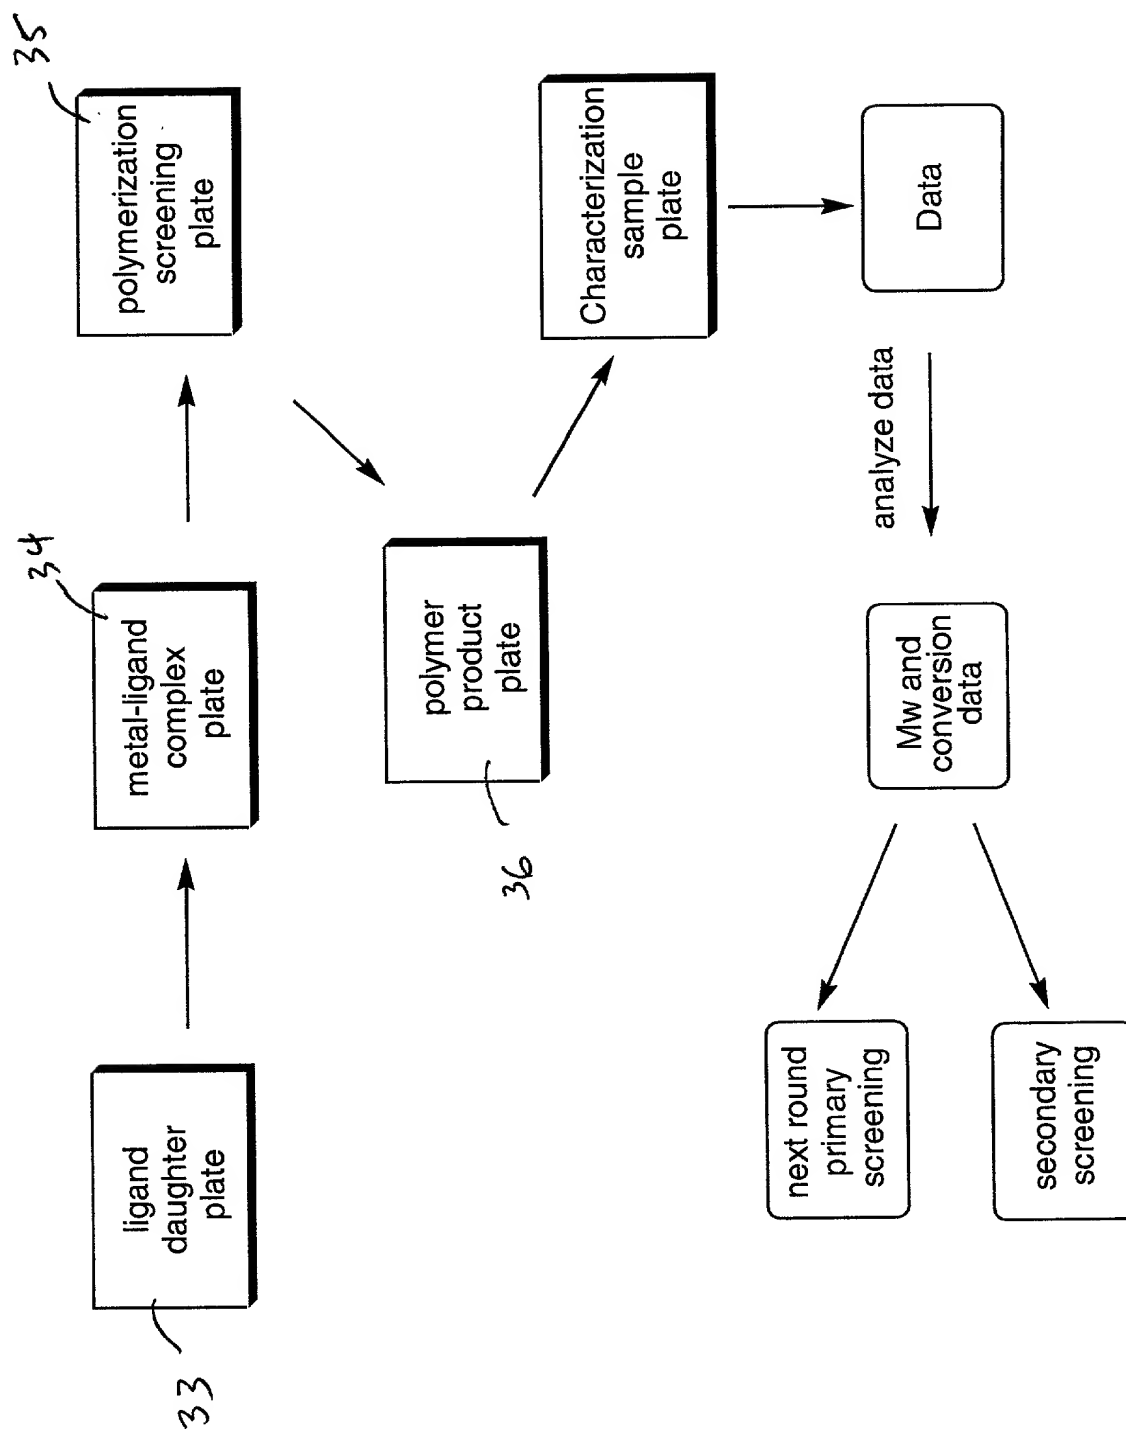 33
ligand
daughter
plate
34
metal-ligand
complex
plate
35
polymerization
screening
plate
36
polymer
product
plate
Characterization
sample
plate
Data
analyze data
Mw and
conversion
data
next round
primary
screening
secondary
screening